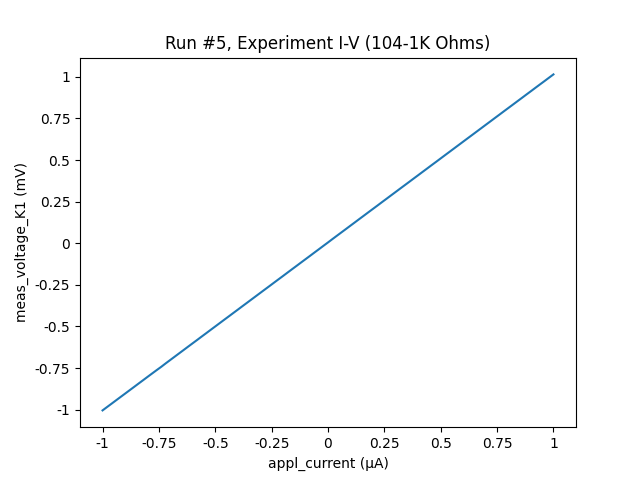 Run #5, Experiment I-V (104-1K Ohms)
meas_voltage_K1 (mV)
1
0.75
0.5
0.25
0
-0.25
-0.5
-0.75
-1
-1 -0.75 -0.5 -0.25 0 0.25 0.5 0.75 1
appl_current (μA)